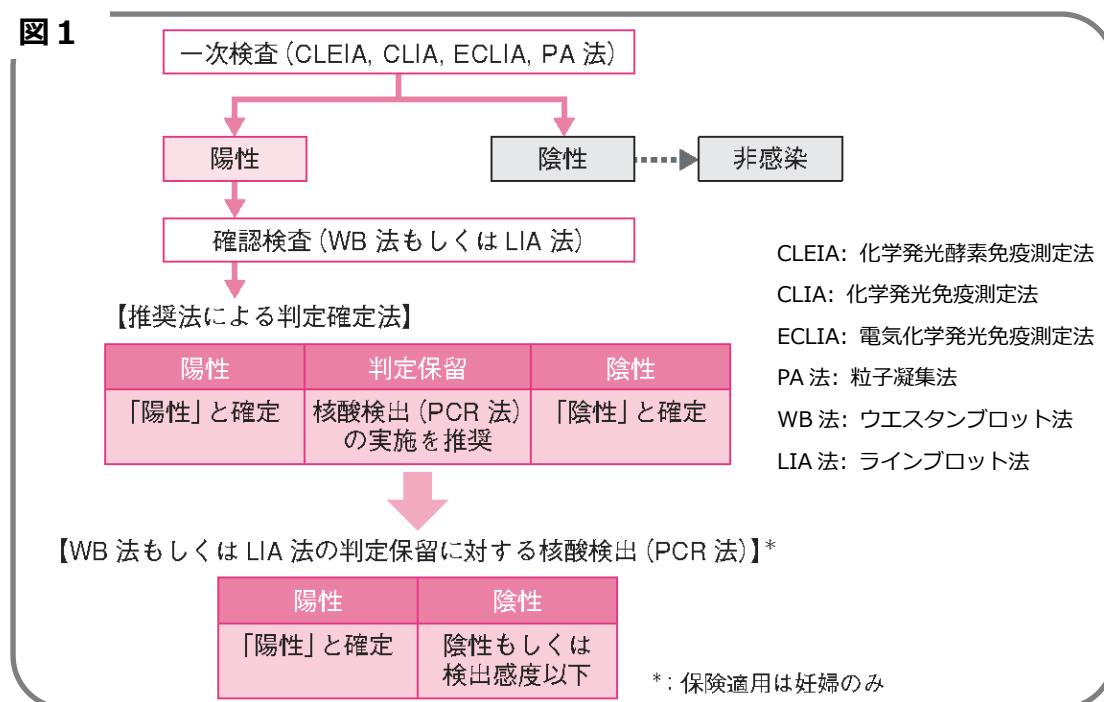 図1
一次検査(CLEIA, CLIA, ECLIA, PA 法)
陽性
陰性
非感染
確認検査(WB 法もしくは LIA 法)
【推奨法による判定確定法】
陽性
判定保留
陰性
「陽性」と確定
核酸検出(PCR 法)
の実施を推奨
「陰性」と確定
【WB 法もしくは LIA 法の判定保留に対する核酸検出(PCR 法)】*
陽性
陰性
「陽性」と確定
陰性もしくは
検出感度以下
*:保険適用は妊婦のみ
CLEIA: 化学発光酵素免疫測定法
CLIA: 化学発光免疫測定法
ECLIA: 電気化学発光免疫測定法
PA 法: 粒子凝集法
WB 法: ウエスタンブロット法
LIA 法: ラインブロット法